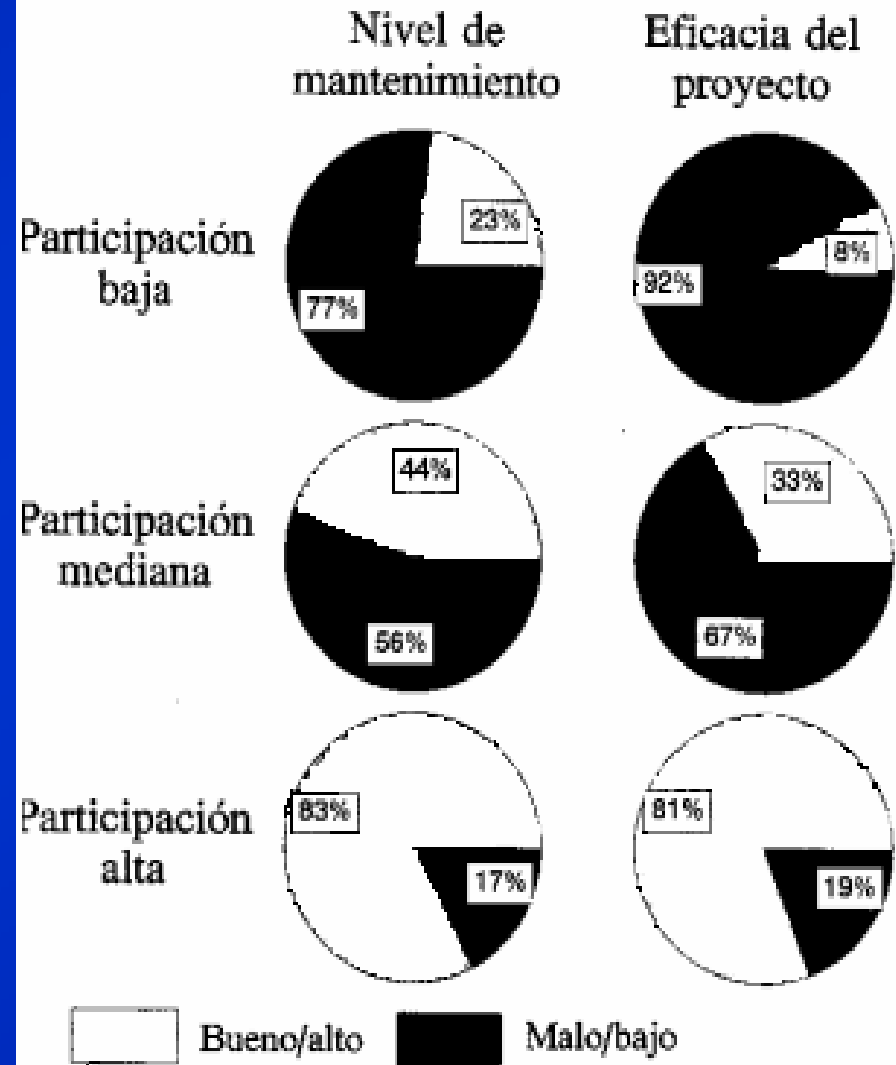 Nivel de
mantenimiento
Eficacia del
proyecto
Participación
baja
23%
77%
8%
92%
Participación
mediana
44%
56%
33%
67%
Participación
alta
83%
17%
81%
19%
Bueno/alto
Malo/bajo